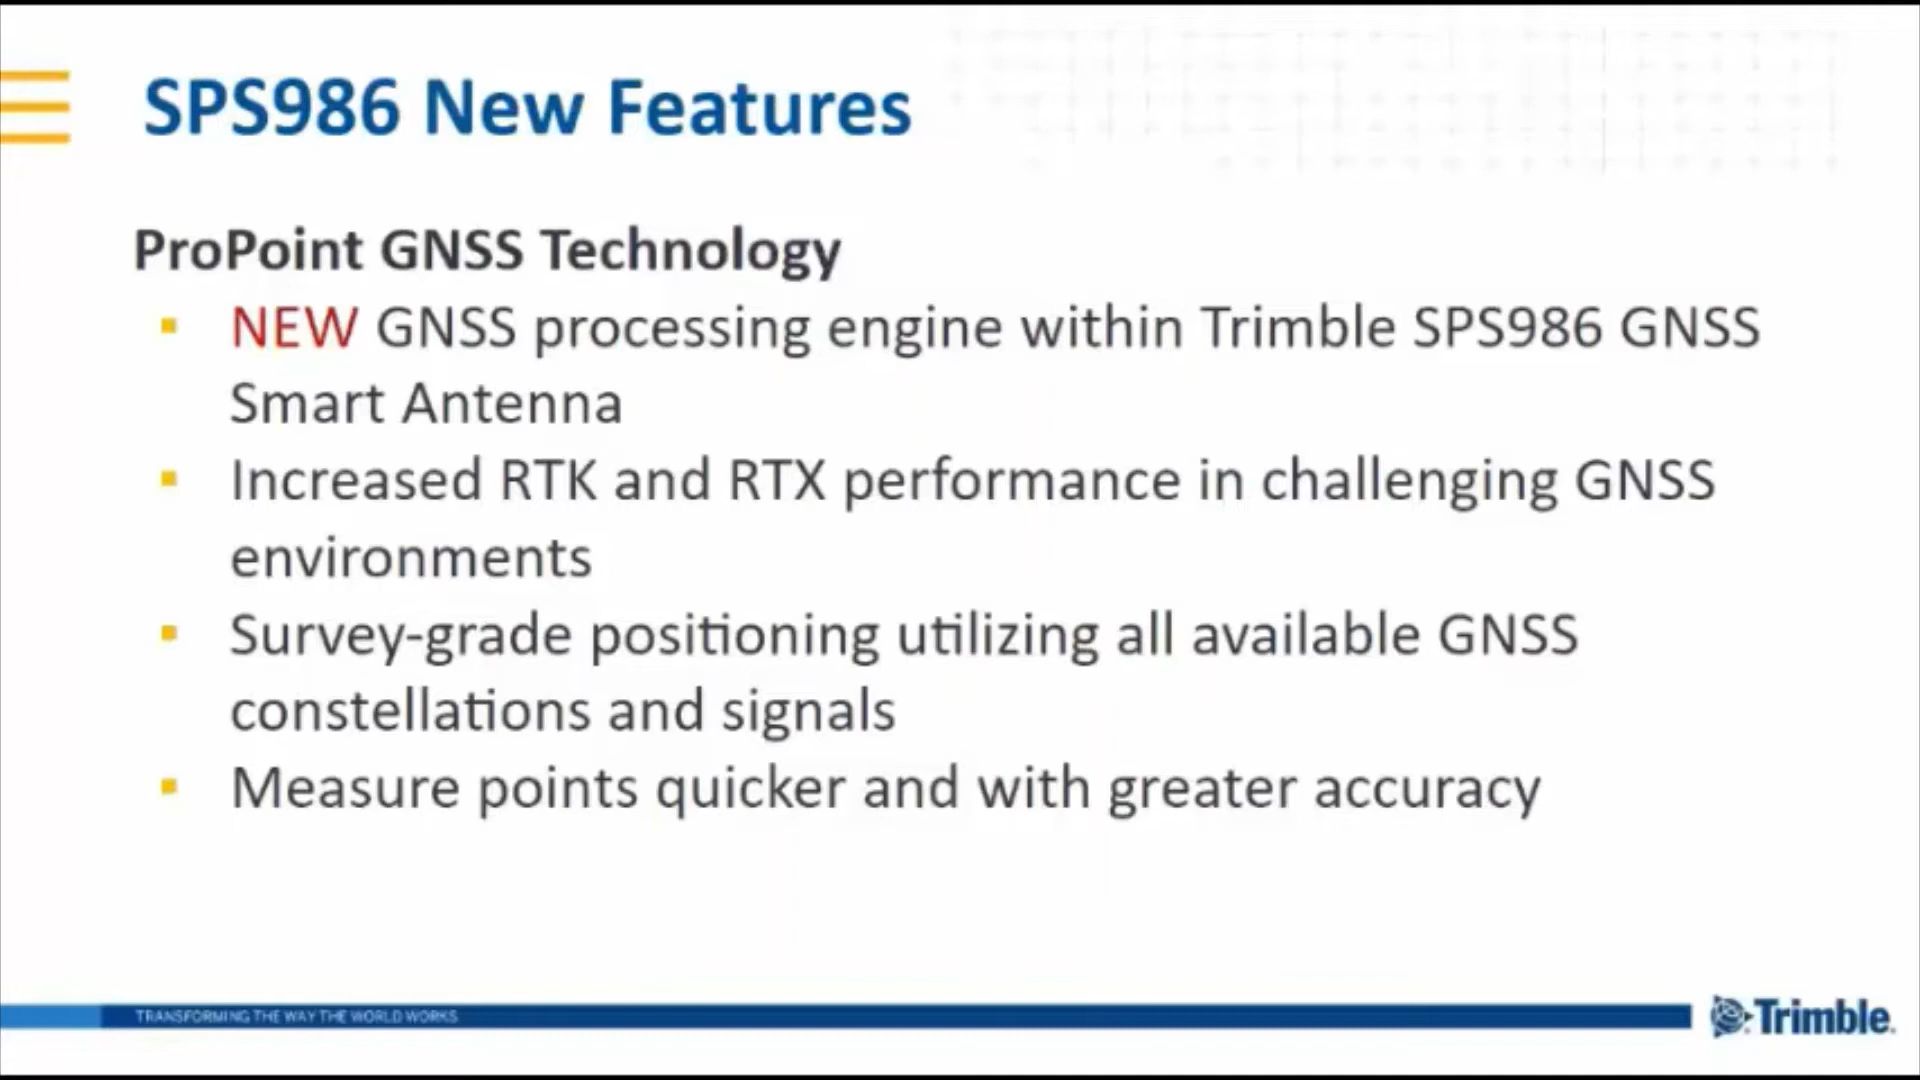 SPS986 New Features
ProPoint GNSS Technology
▪ NEW GNSS processing engine within Trimble SPS986 GNSS
Smart Antenna
▪ Increased RTK and RTX performance in challenging GNSS
environments
▪ Survey-grade positioning utilizing all available GNSS
constellations and signals
▪ Measure points quicker and with greater accuracy
TRANSFORMING THE WAY THE WORLD WORKS
Trimble